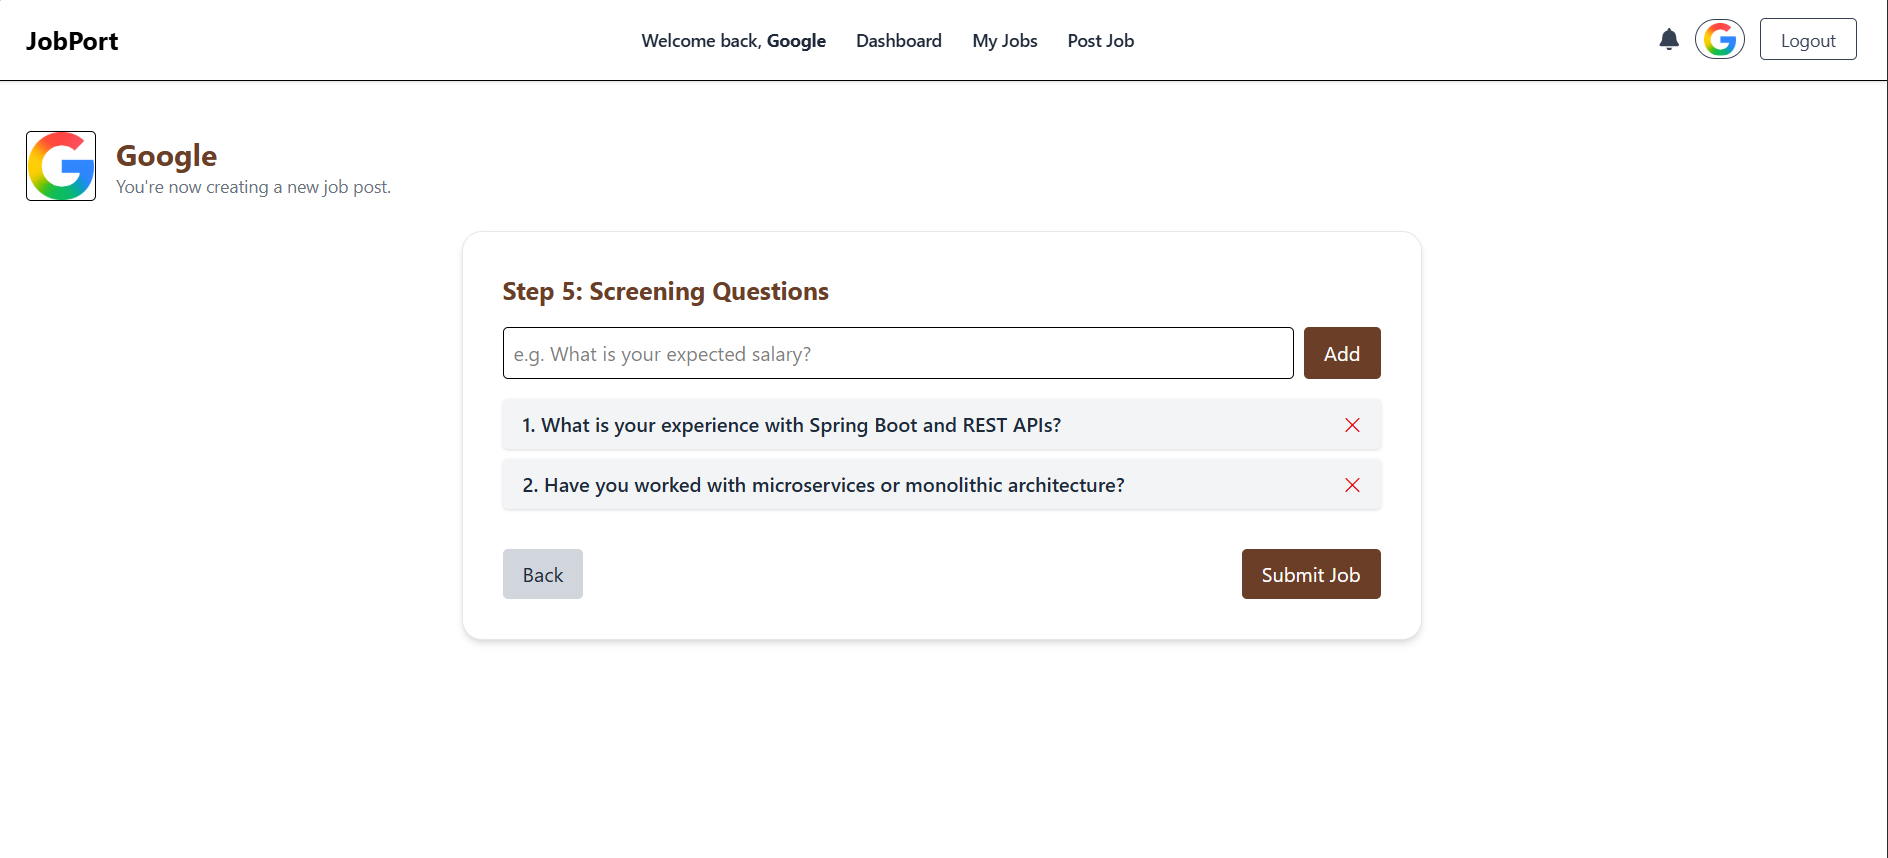 JobPort
Welcome back, Google Dashboard My Jobs Post Job
Logout
Google
You're now creating a new job post.
Step 5: Screening Questions
e.g. What is your expected salary?
Add
1. What is your experience with Spring Boot and REST APIs?
2. Have you worked with microservices or monolithic architecture?
Back
Submit Job